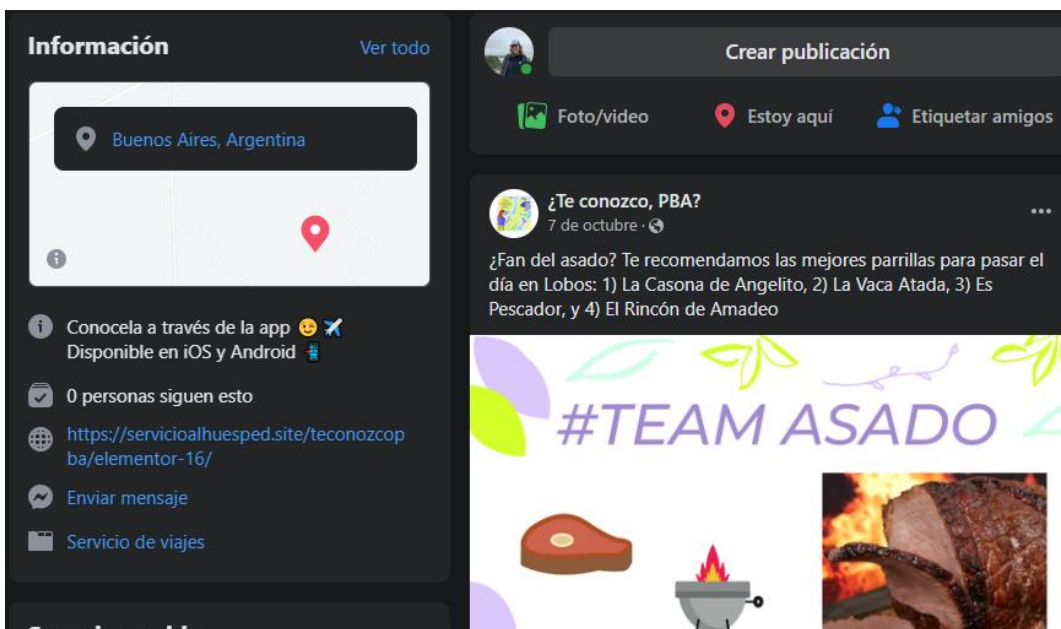 Información
Ver todo
Buenos Aires, Argentina
Conocela a través de la app 😉✈️
Disponible en iOS y Android 📲
0 personas siguen esto
https://servicioalhuesped.site/teconozcop
ba/elementor-16/
Enviar mensaje
Servicio de viajes
Crear publicación
Foto/video
Estoy aquí
Etiquetar amigos
¿Te conozco, PBA?
7 de octubre ·
¿Fan del asado? Te recomendamos las mejores parrillas para pasar el
día en Lobos: 1) La Casona de Angelito, 2) La Vaca Atada, 3) Es
Pescador, y 4) El Rincón de Amadeo
#TEAM ASADO